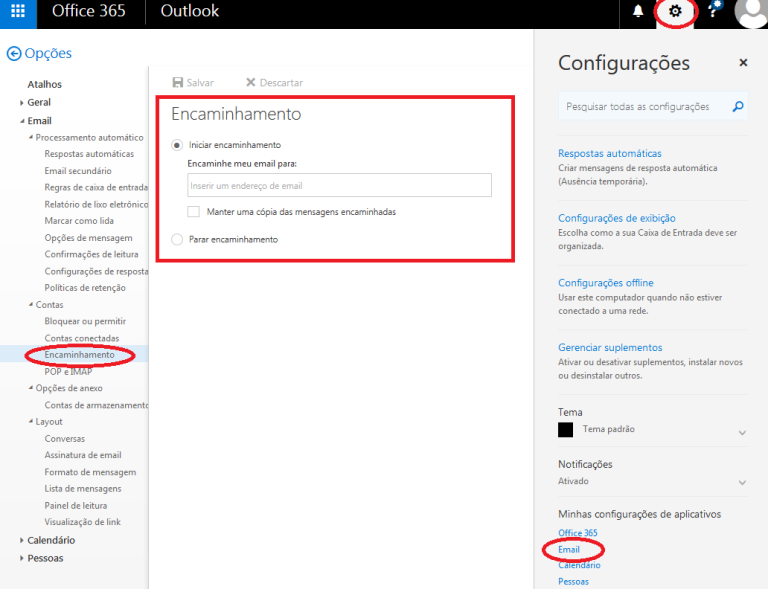 Office 365
Outlook
Opções
Atalhos
Geral
Email
Processamento automático
Respostas automáticas
Email secundário
Regras de caixa de entrada
Relatório de lixo eletrônico
Marcar como lida
Opções de mensagem
Confirmações de leitura
Configurações de resposta
Políticas de retenção
Contas
Bloquear ou permitir
Contas conectadas
Encaminhamento
POP e IMAP
Opções de anexo
Contas de armazenamento
Layout
Conversas
Assinatura de email
Formato de mensagem
Lista de mensagens
Painel de leitura
Visualização de link
Calendário
Pessoas
Salvar
Descartar
Encaminhamento
Iniciar encaminhamento
Encaminhe meu email para:
Inserir um endereço de email
Manter uma cópia das mensagens encaminhadas
Parar encaminhamento
?
Configurações
Pesquisar todas as configurações
Respostas automáticas
Criar mensagens de resposta automática
(Ausência temporária).
Configurações de exibição
Escolha como a sua Caixa de Entrada deve ser
organizada.
Configurações offline
Usar este computador quando não estiver
conectado a uma rede.
Gerenciar suplementos
Ativar ou desativar suplementos, instalar novos
ou desinstalar outros.
Tema
Tema padrão
Notificações
Ativado
Minhas configurações de aplicativos
Office 365
Email
Calendário
Pessoas